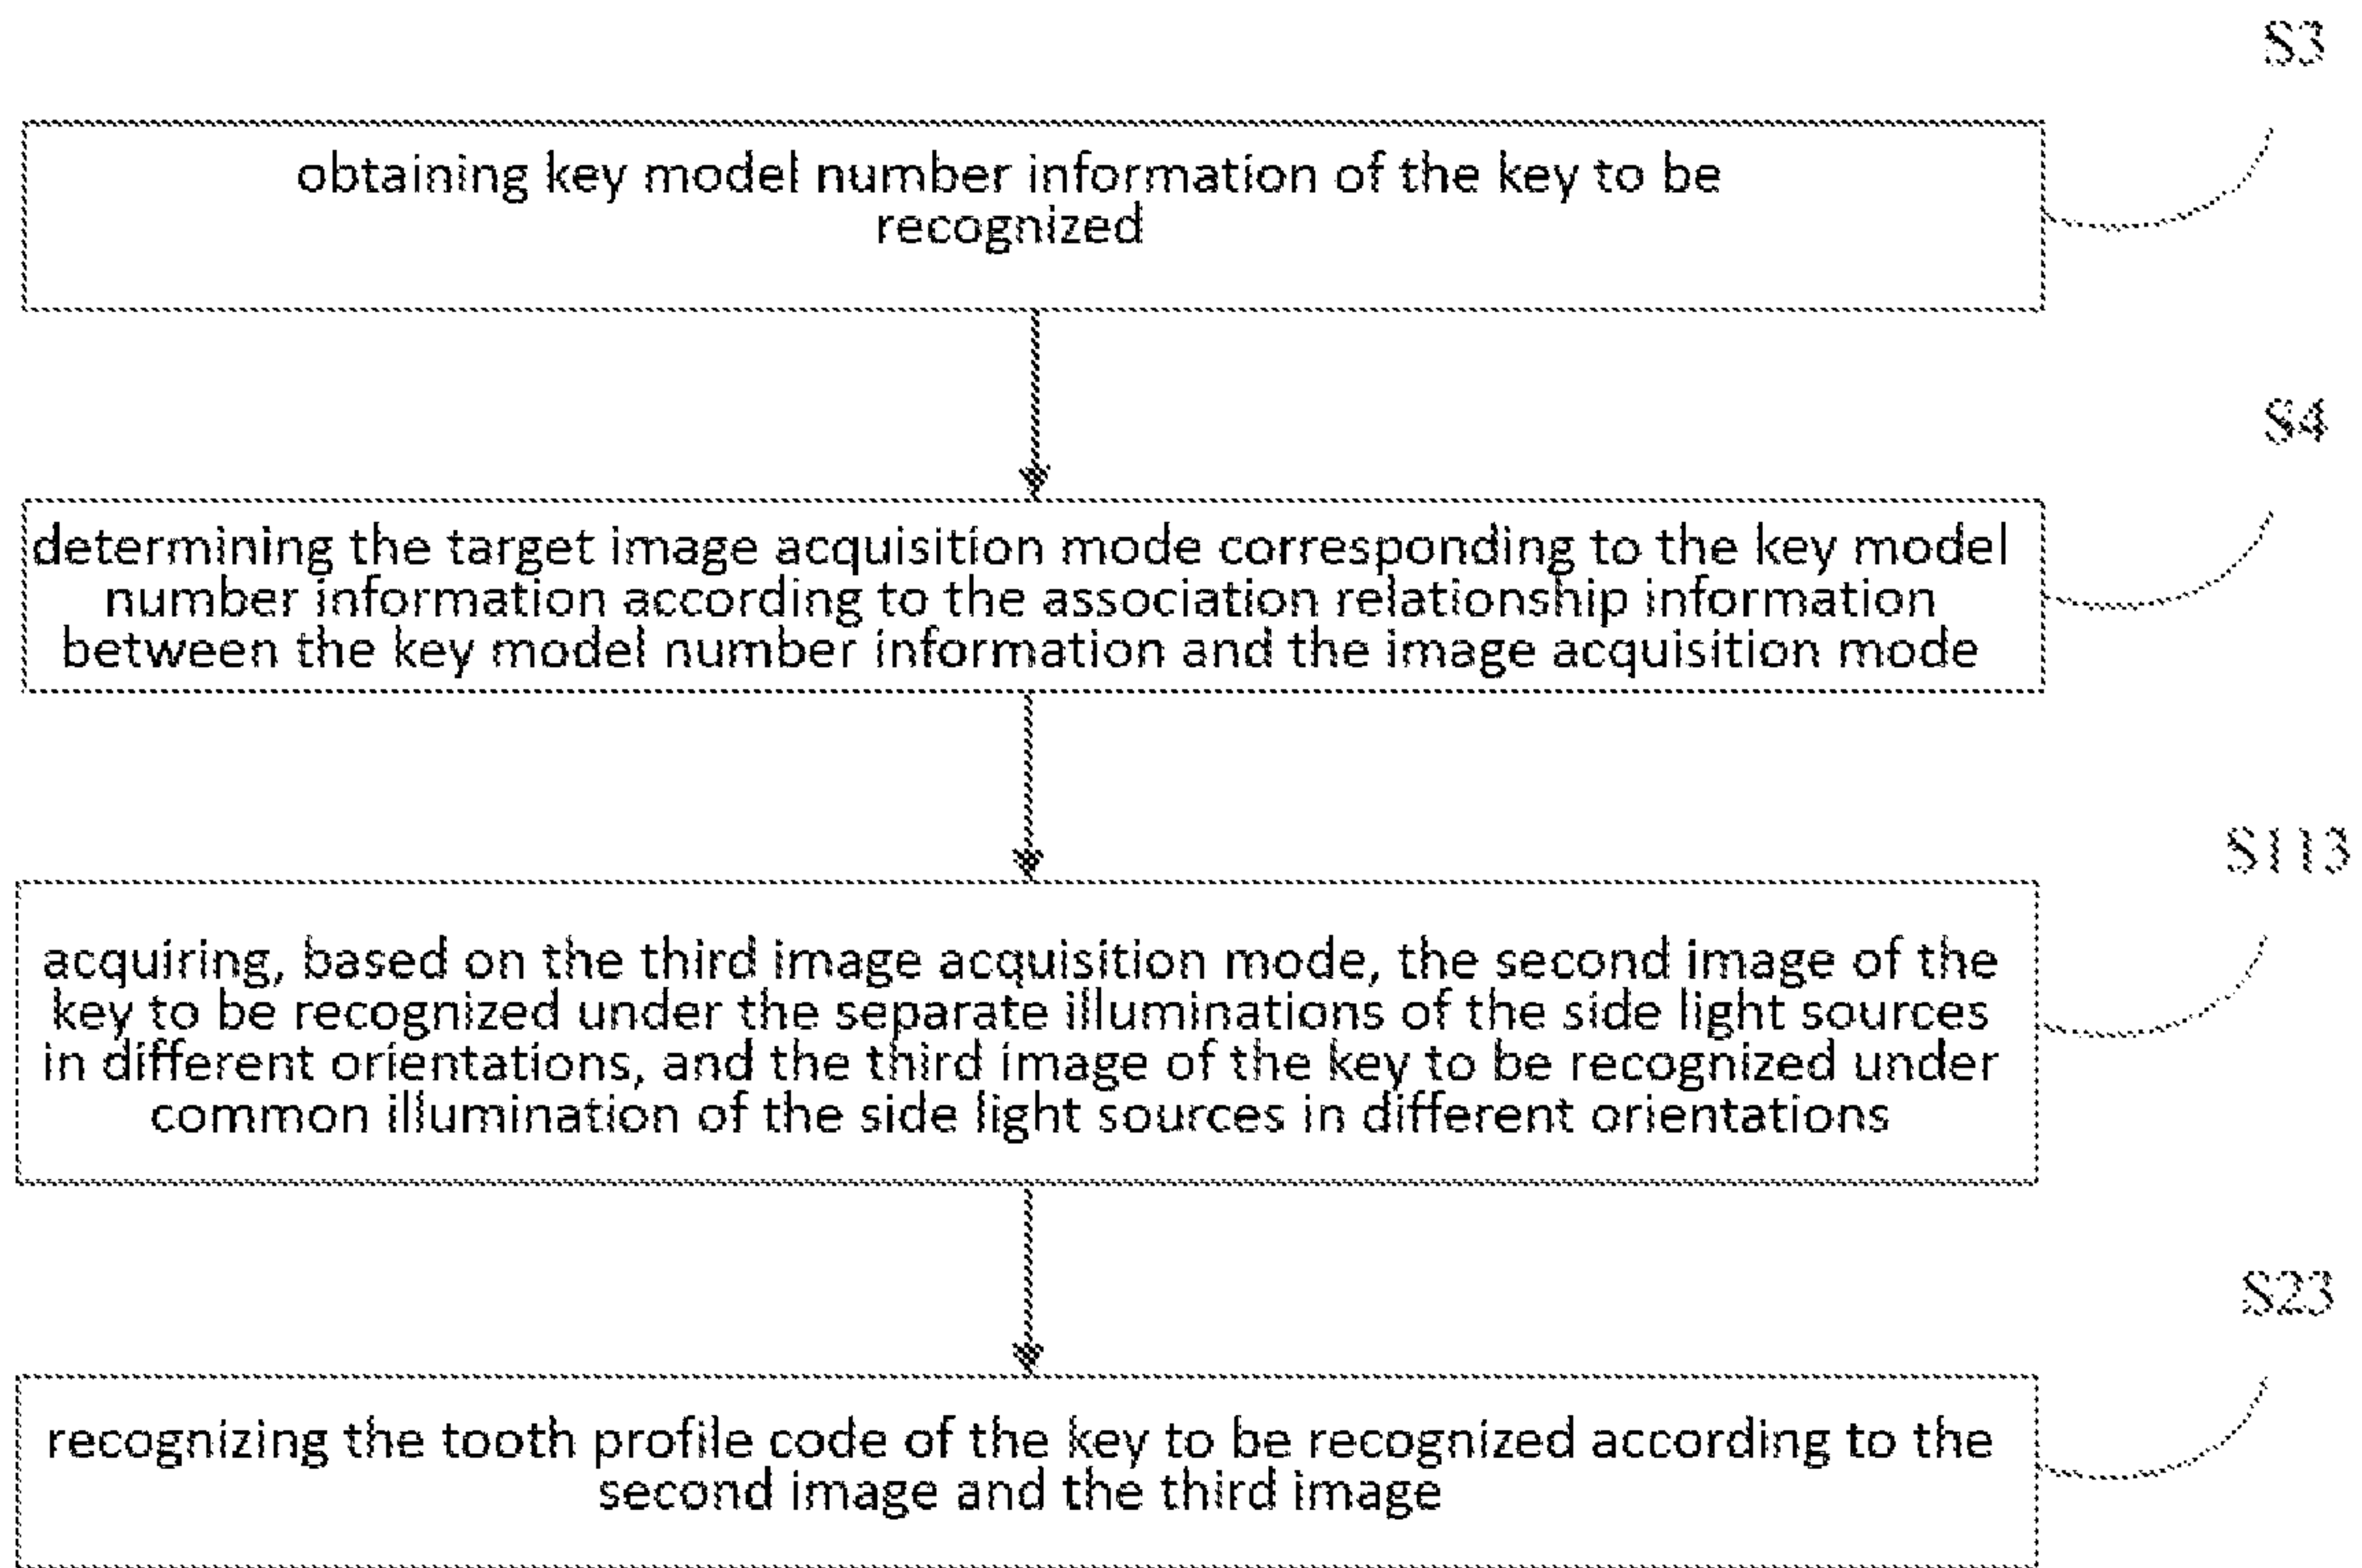 S3
obtaining key model number information of the key to be
recognized
S4
determining the target image acquisition mode corresponding to the key model
number information according to the association relationship information
between the key model number information and the image acquisition mode
S113
acquiring, based on the third image acquisition mode, the second image of the
key to be recognized under the separate illuminations of the side light sources
in different orientations, and the third image of the key to be recognized under
common illumination of the side light sources in different orientations
S23
recognizing the tooth profile code of the key to be recognized according to the
second image and the third image